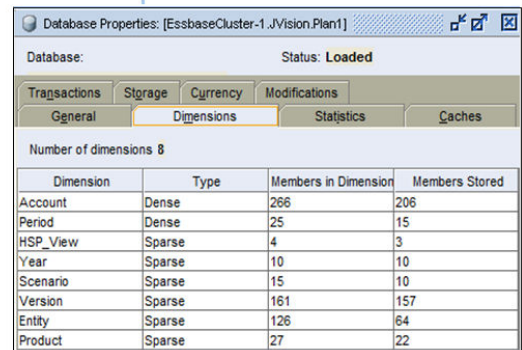 Database Properties: [EssbaseCluster-1.JVision.Plan1]
Database: Status: Loaded
Transactions Storage Currency Modifications
General Dimensions Statistics Caches
Number of dimensions 8
Dimension Type Members in Dimension Members Stored
Account Dense 266 206
Period Dense 25 15
HSP_View Sparse 4 3
Year Sparse 10 10
Scenario Sparse 15 10
Version Sparse 161 157
Entity Sparse 126 64
Product Sparse 27 22